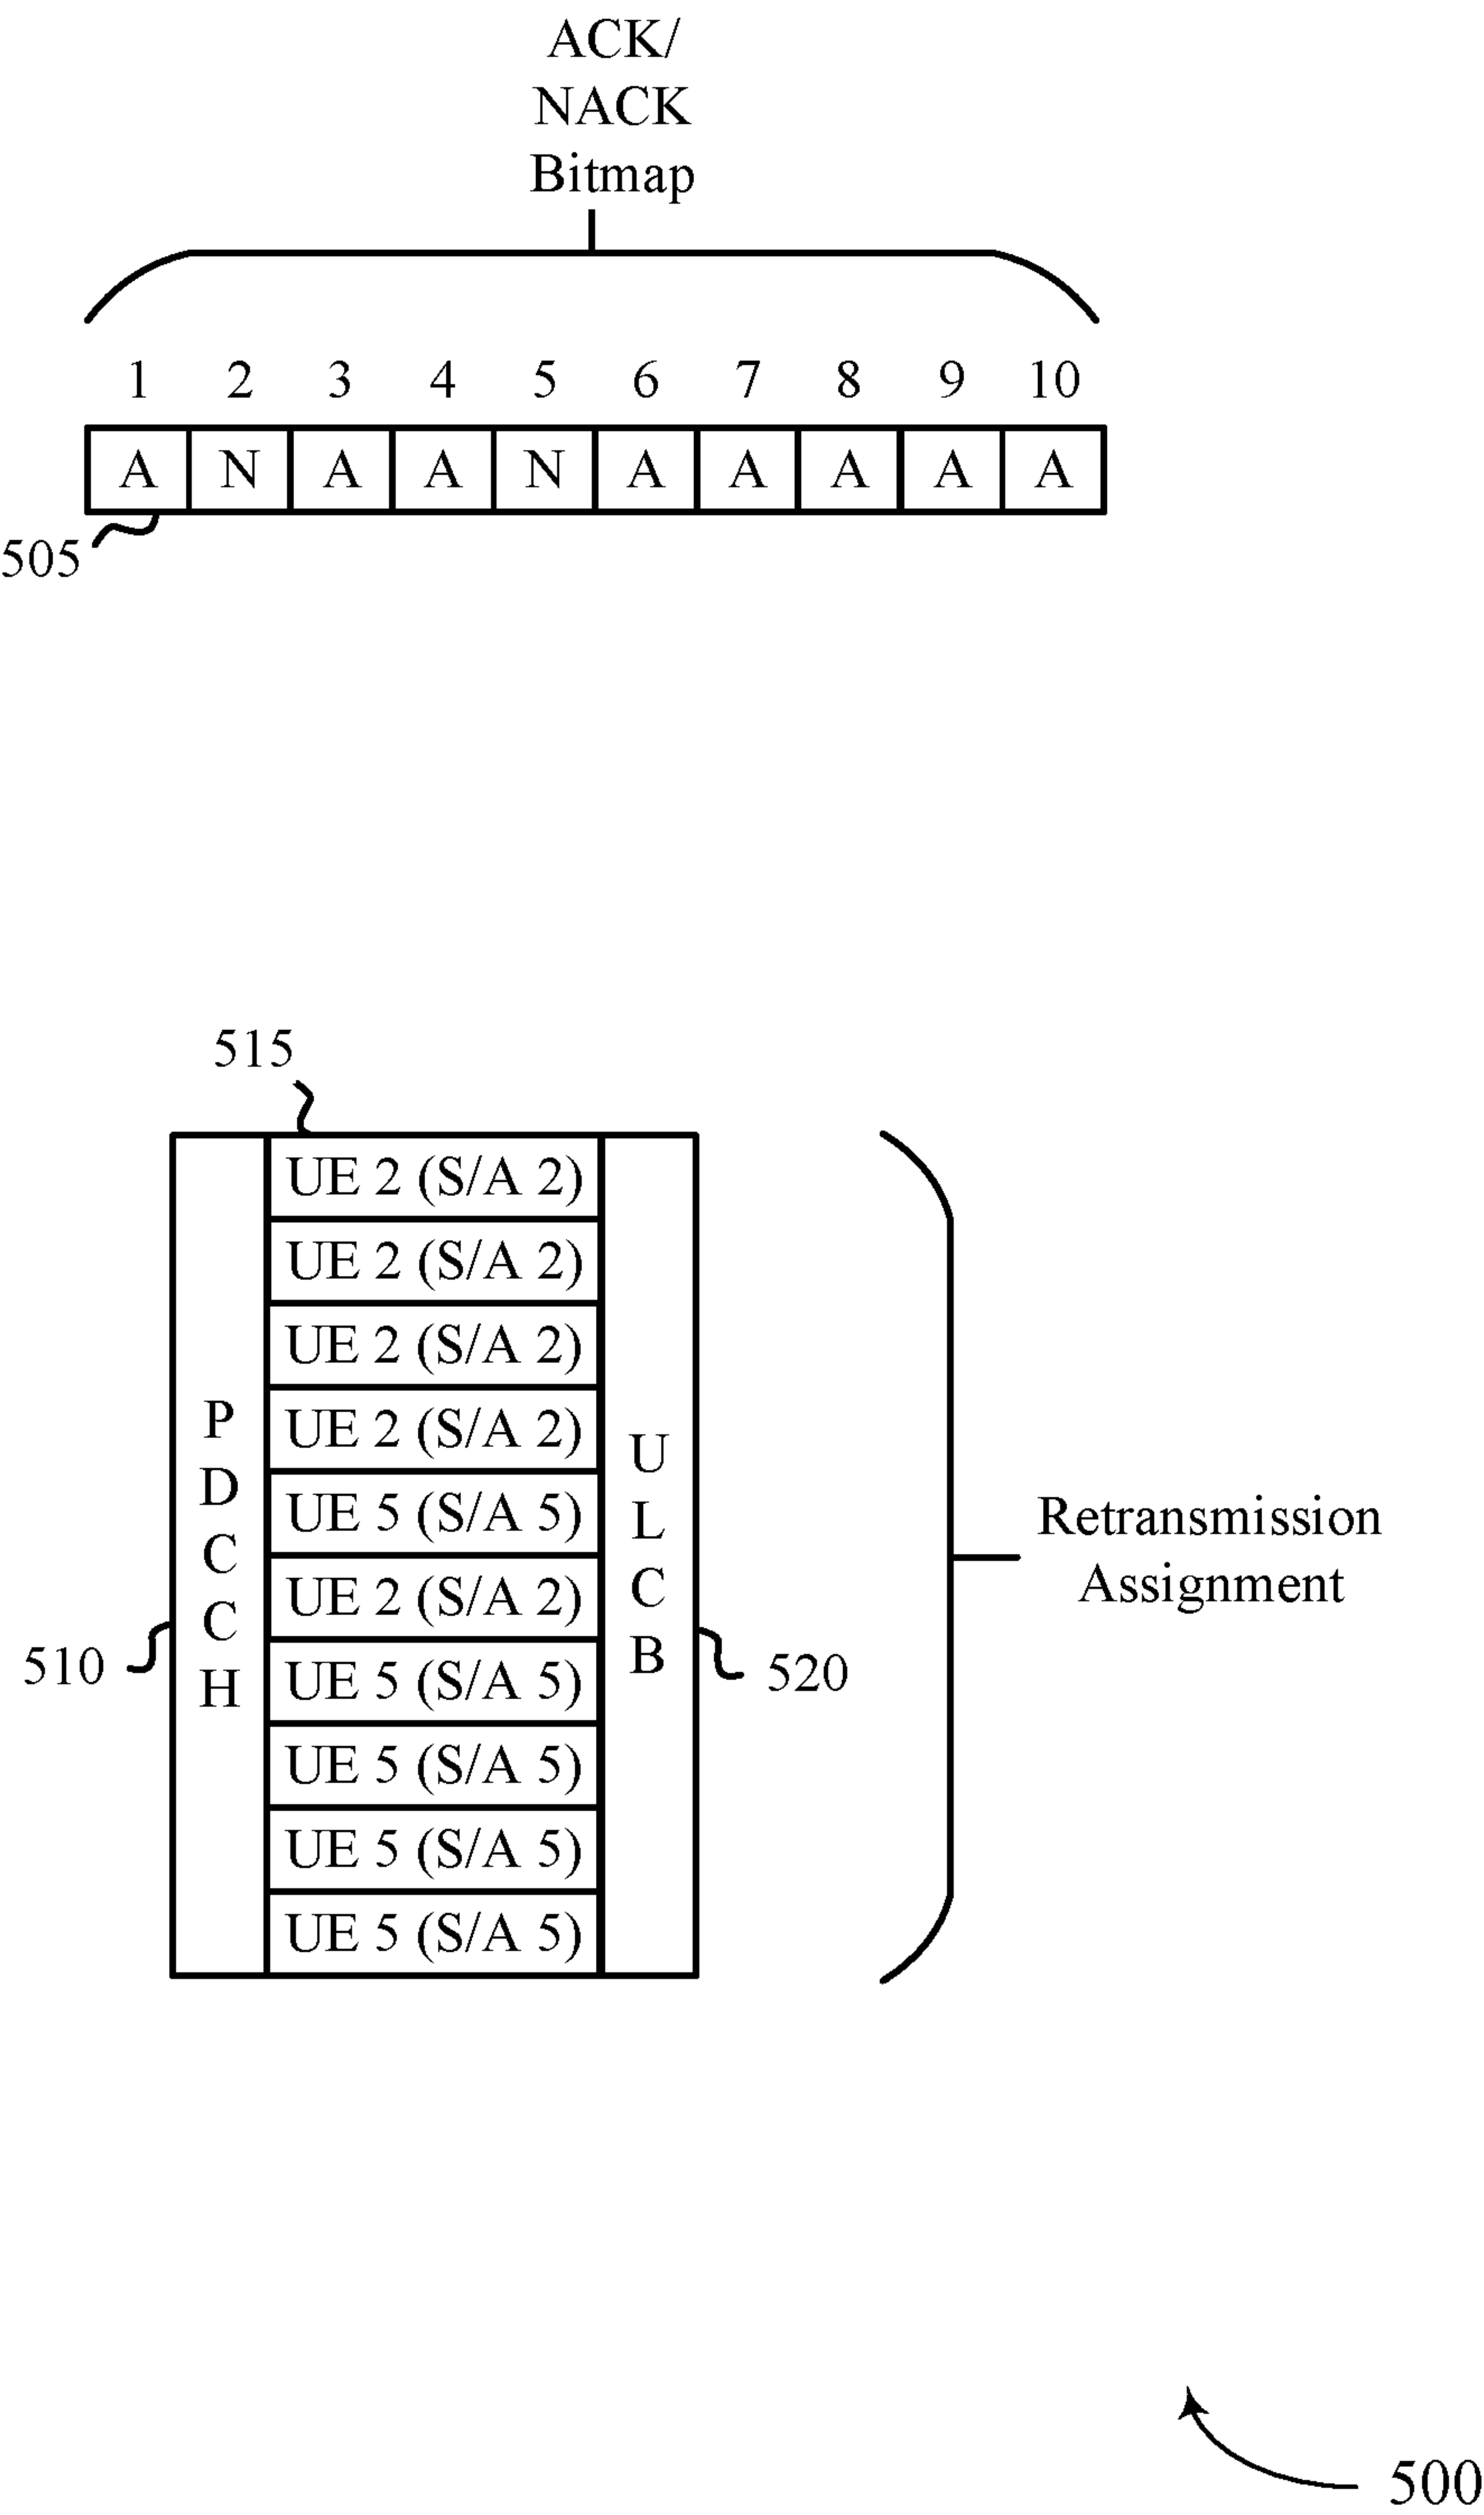 ACK/
NACK
Bitmap
1 2 3 4 5 6 7 8 9 10
A N A A N A A A A A
505
515
UE 2 (S/A 2)
UE 2 (S/A 2)
UE 2 (S/A 2)
UE 2 (S/A 2)
UE 5 (S/A 5)
UE 2 (S/A 2)
UE 5 (S/A 5)
UE 5 (S/A 5)
UE 5 (S/A 5)
UE 5 (S/A 5)
PDCCH
ULCB
510
520
Retransmission
Assignment
500